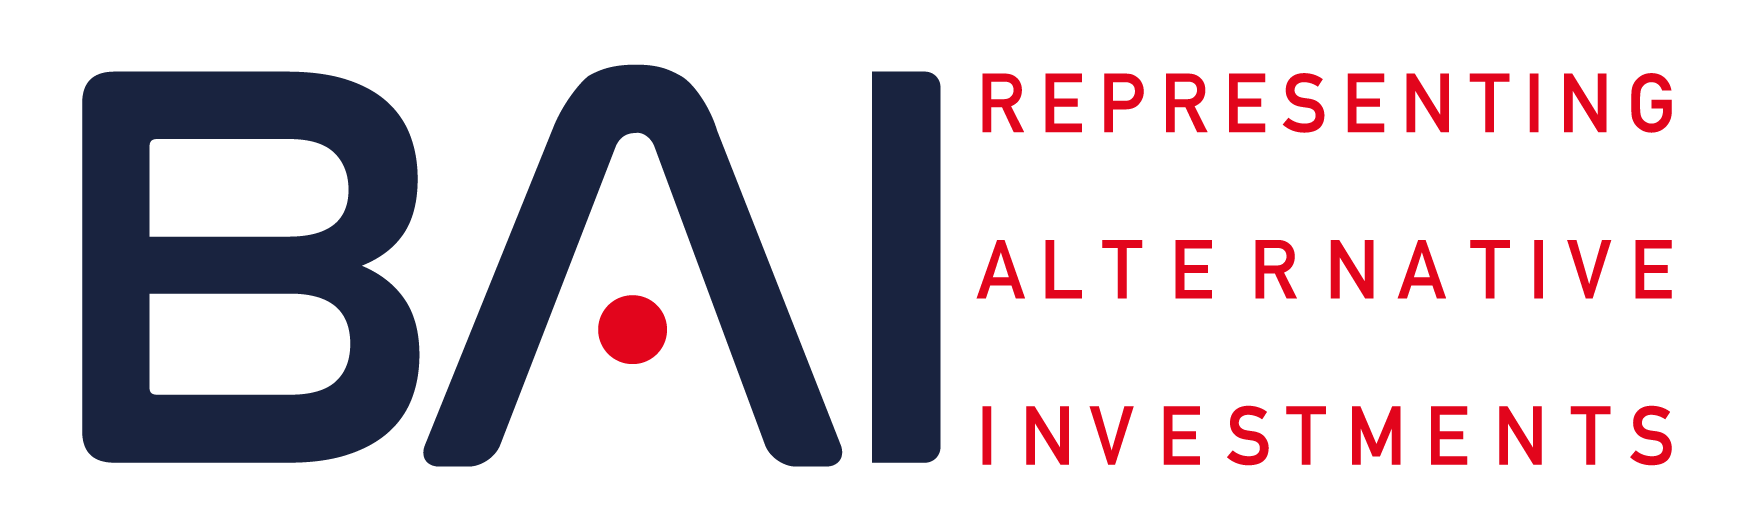 BAI
REPRESENTING
ALTERNATIVE
INVESTMENTS